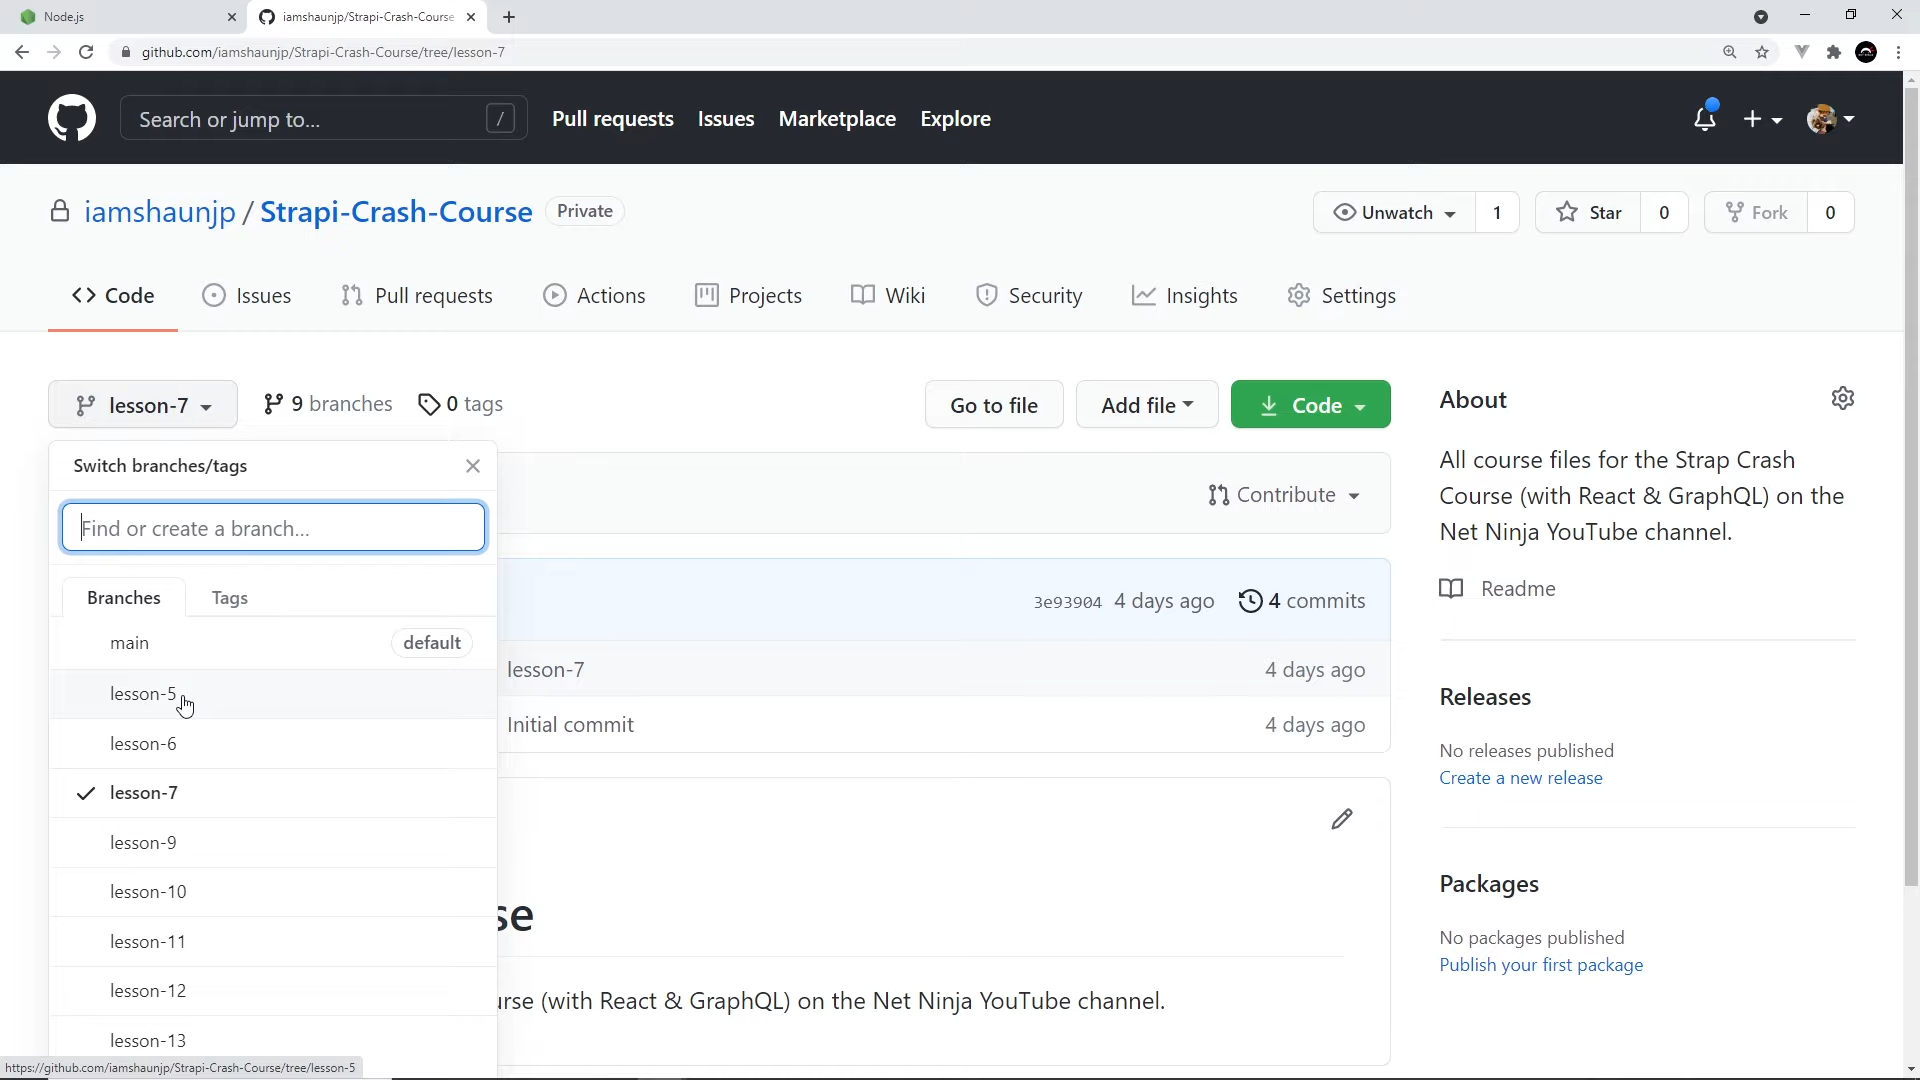 Node.js
iamshaunjp/Strapi-Crash-Course
github.com/iamshaunjp/Strapi-Crash-Course/tree/lesson-7
Search or jump to...
/
Pull requests
Issues
Marketplace
Explore
iamshaunjp / Strapi-Crash-Course
Private
Unwatch
1
Star
0
Fork
0
Code
Issues
Pull requests
Actions
Projects
Wiki
Security
Insights
Settings
lesson-7
9 branches
0 tags
Go to file
Add file
Code
About
All course files for the Strap Crash
Course (with React & GraphQL) on the
Net Ninja YouTube channel.
Readme
Switch branches/tags
Find or create a branch...
Branches
Tags
main
default
lesson-5
lesson-6
lesson-7
lesson-9
lesson-10
lesson-11
lesson-12
lesson-13
Contribute
3e93904
4 days ago
4 commits
lesson-7
4 days ago
Initial commit
4 days ago
se
urse (with React & GraphQL) on the Net Ninja YouTube channel.
Releases
No releases published
Create a new release
Packages
No packages published
Publish your first package
https://github.com/iamshaunjp/Strapi-Crash-Course/tree/lesson-5